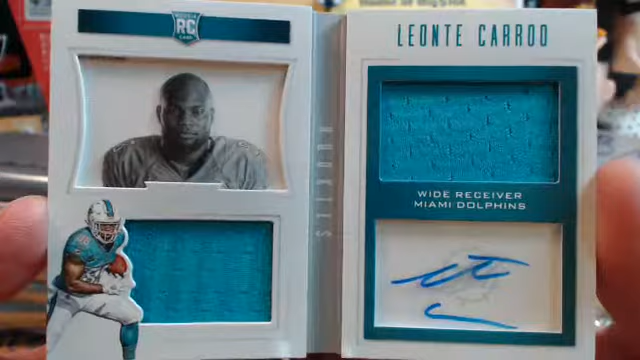 RC
LEONTE CARROO
ROOKIES
WIDE RECEIVER
MIAMI DOLPHINS